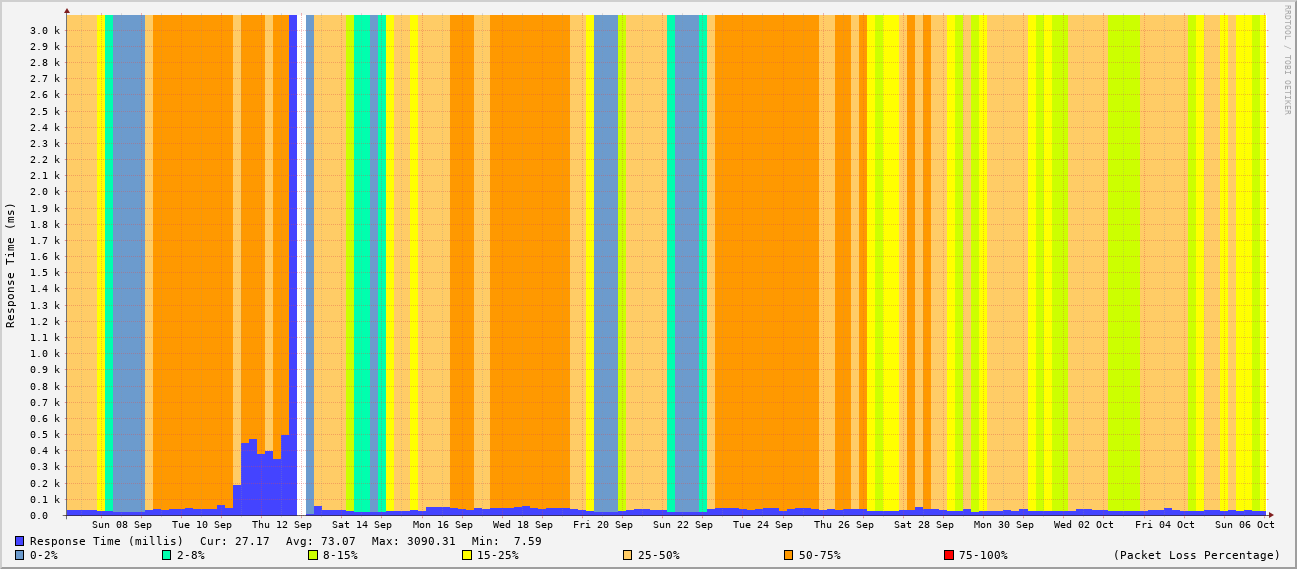 RRDTOOL / TOBI OETIKER
Response Time (ms)
3.0 k
2.9 k
2.8 k
2.7 k
2.6 k
2.5 k
2.4 k
2.3 k
2.2 k
2.1 k
2.0 k
1.9 k
1.8 k
1.7 k
1.6 k
1.5 k
1.4 k
1.3 k
1.2 k
1.1 k
1.0 k
0.9 k
0.8 k
0.7 k
0.6 k
0.5 k
0.4 k
0.3 k
0.2 k
0.1 k
0.0
Sun 08 Sep Tue 10 Sep Thu 12 Sep Sat 14 Sep Mon 16 Sep Wed 18 Sep Fri 20 Sep Sun 22 Sep Tue 24 Sep Thu 26 Sep Sat 28 Sep Mon 30 Sep Wed 02 Oct Fri 04 Oct Sun 06 Oct
Response Time (millis) Cur: 27.17 Avg: 73.07 Max: 3090.31 Min: 7.59
0-2% 2-8% 8-15% 15-25% 25-50% 50-75% 75-100% (Packet Loss Percentage)